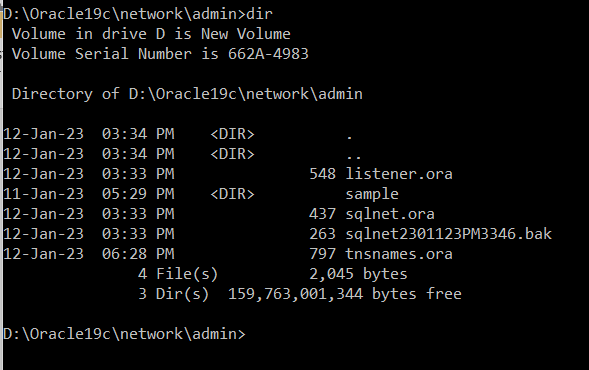 D:\Oracle19c\network\admin>dir
 Volume in drive D is New Volume
 Volume Serial Number is 662A-4983

 Directory of D:\Oracle19c\network\admin

12-Jan-23  03:34 PM    <DIR>          .
12-Jan-23  03:34 PM    <DIR>          ..
12-Jan-23  03:33 PM               548 listener.ora
11-Jan-23  05:29 PM    <DIR>          sample
12-Jan-23  03:33 PM               437 sqlnet.ora
12-Jan-23  03:33 PM               263 sqlnet2301123PM3346.bak
12-Jan-23  06:28 PM               797 tnsnames.ora
               4 File(s)          2,045 bytes
               3 Dir(s)  159,763,001,344 bytes free

D:\Oracle19c\network\admin>